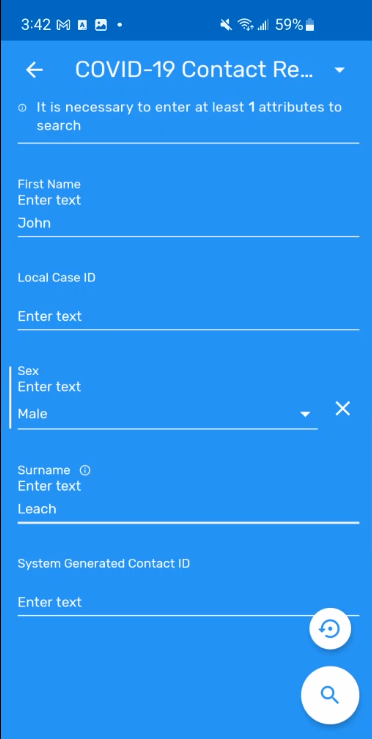 3:42
59%
COVID-19 Contact Re...
It is necessary to enter at least 1 attributes to
search
First Name
Enter text
John
Local Case ID
Enter text
Sex
Enter text
Male
Surname
Enter text
Leach
System Generated Contact ID
Enter text